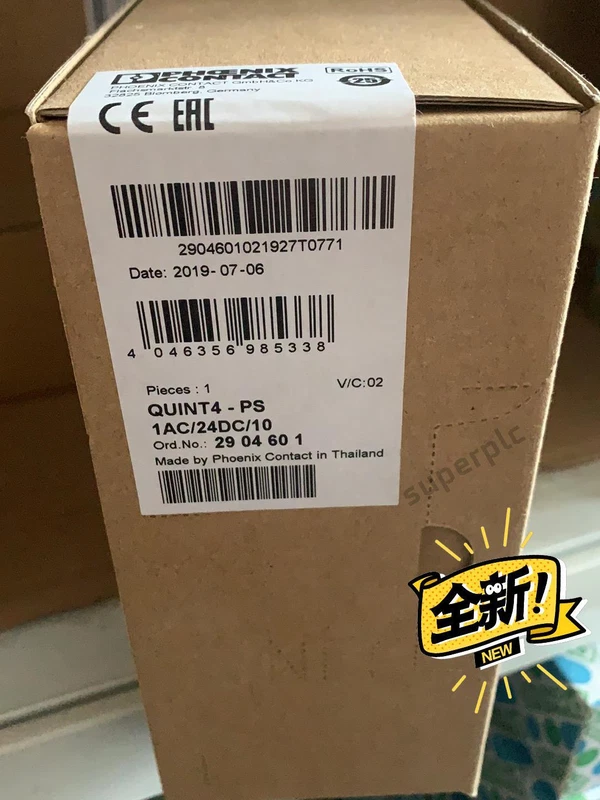 PHOENIX
CONTACT
PHOENIX CONTACT GmbH&Co.KG
Flachsmarktstr. 8
32825 Blomberg, Germany
RoHS
25
CE EAC
2904601021927T0771
Date: 2019-07-06
4 046356 985338
Pieces : 1
V/C:02
QUINT4 - PS
1AC/24DC/10
Ord.No.: 29 04 60 1
Made by Phoenix Contact in Thailand
superplc
全新!
NEW